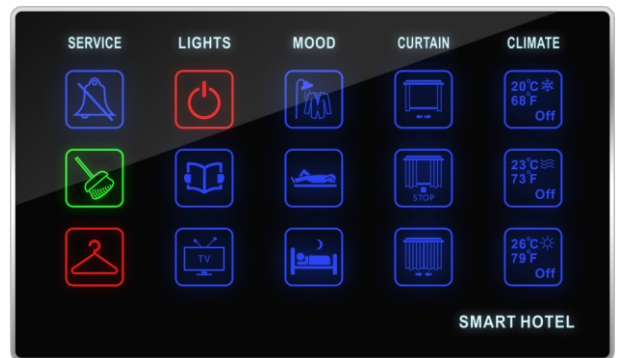 SERVICE LIGHTS MOOD CURTAIN CLIMATE
20°C
68°F
Off
TV
STOP
23°C
73°F
Off
26°C
79°F
Off
SMART HOTEL